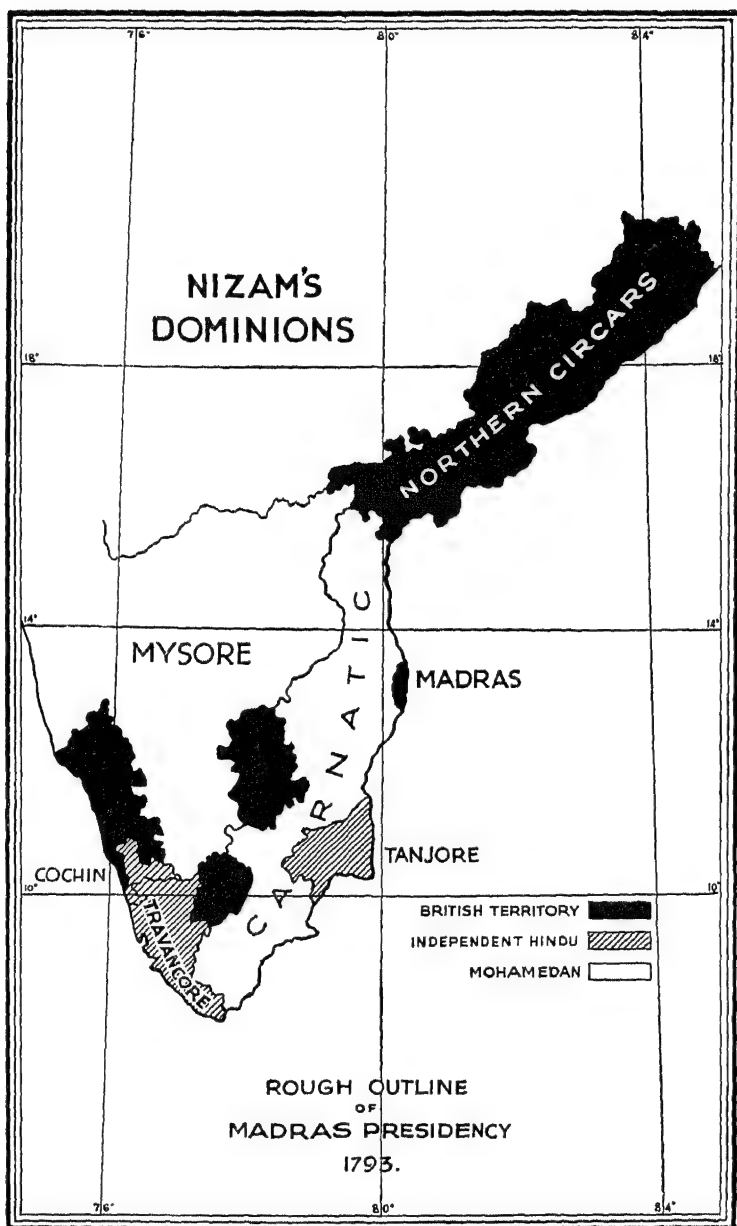 76°
80°
84°
NIZAM'S
DOMINIONS
NORTHERN CIRCARS
18°
18°
CARNATIC
14°
14°
MYSORE
MADRAS
COCHIN
TANJORE
10°
10°
TRAVANCORE
BRITISH TERRITORY
INDEPENDENT HINDU
MOHAMEDAN
ROUGH OUTLINE
OF
MADRAS PRESIDENCY
1793.
76°
80°
84°